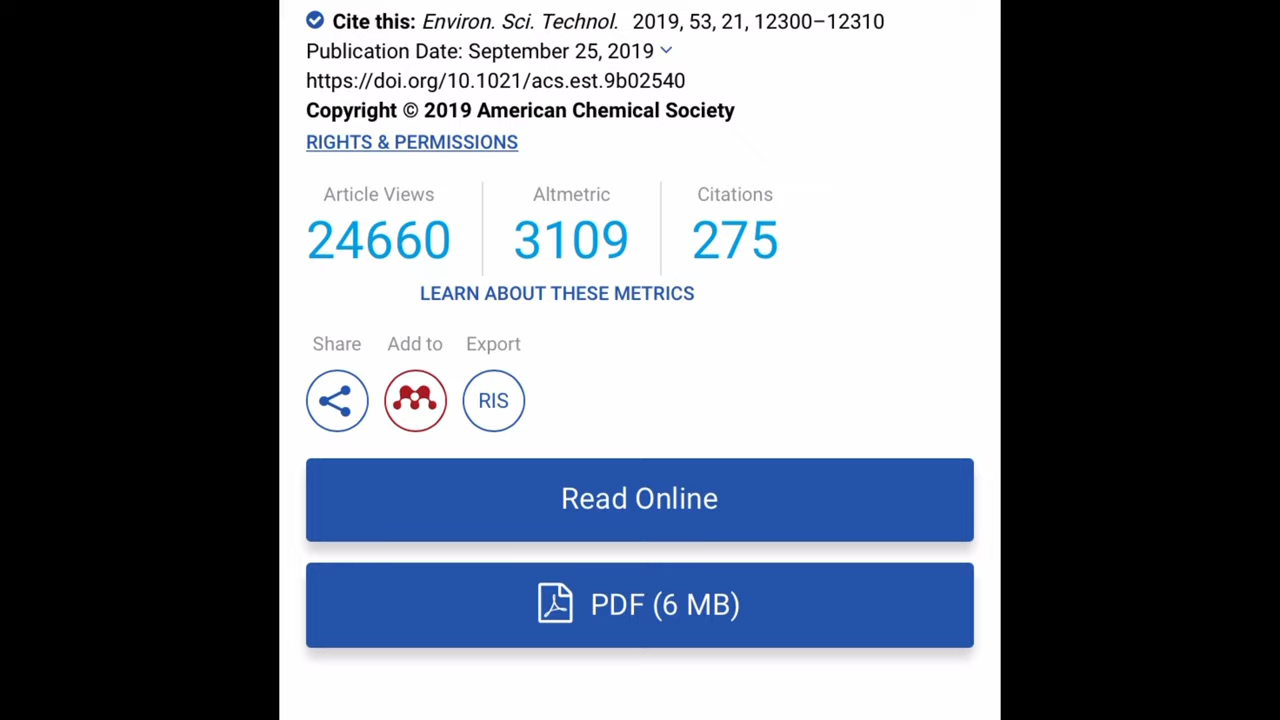 Cite this: Environ. Sci. Technol. 2019, 53, 21, 12300–12310
Publication Date: September 25, 2019
https://doi.org/10.1021/acs.est.9b02540
Copyright © 2019 American Chemical Society
RIGHTS & PERMISSIONS
Article Views Altmetric Citations
24660 3109 275
LEARN ABOUT THESE METRICS
Share Add to Export
RIS
Read Online
PDF (6 MB)